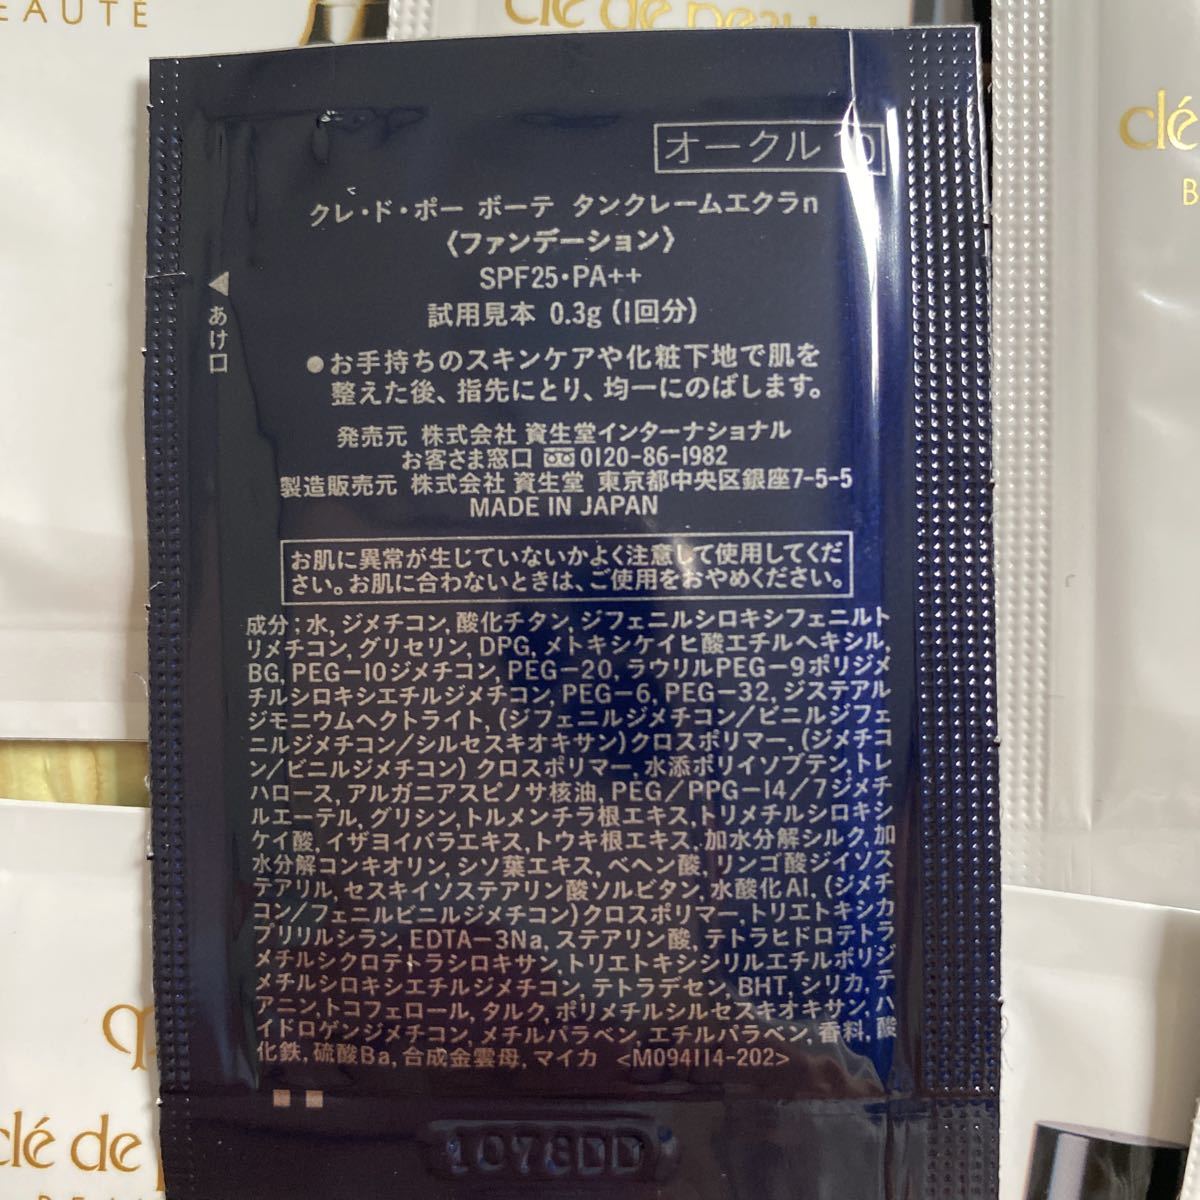 BEAUTÉ
clé de peau
clé
B
オークル 10
クレ・ド・ポー ボーテ タンクレームエクラn
〈ファンデーション〉
SPF25・PA++
試用見本 0.3g (1回分)
◀あけ口
●お手持ちのスキンケアや化粧下地で肌を
整えた後、指先にとり、均一にのばします。
発売元 株式会社 資生堂インターナショナル
お客さま窓口 0120-86-1982
製造販売元 株式会社 資生堂 東京都中央区銀座7-5-5
MADE IN JAPAN
お肌に異常が生じていないかよく注意して使用してくだ
さい。お肌に合わないときは、ご使用をおやめください。
成分:水,ジメチコン,酸化チタン,ジフェニルシロキシフェニルト
リメチコン,グリセリン,DPG,メトキシケイヒ酸エチルヘキシル,
BG,PEG-10ジメチコン,PEG-20,ラウリルPEG-9ポリジメ
チルシロキシエチルジメチコン,PEG-6,PEG-32,ジステアル
ジモニウムヘクトライト,(ジフェニルジメチコン/ビニルジフェ
ニルジメチコン/シルセスキオキサン)クロスポリマー,(ジメチコ
ン/ビニルジメチコン)クロスポリマー,水添ポリイソブテン,トレ
ハロース,アルガニアスピノサ核油,PEG/PPG-14/7ジメチ
ルエーテル,グリシン,トルメンチラ根エキス,トリメチルシロキシ
ケイ酸,イザヨイバラエキス,トウキ根エキス,加水分解シルク,加
水分解コンキオリン,シソ葉エキス,ベヘン酸,リンゴ酸ジイソス
テアリル,セスキイソステアリン酸ソルビタン,水酸化Al,(ジメチ
コン/フェニルビニルジメチコン)クロスポリマー,トリエトキシカ
プリリルシラン,EDTA-3Na,ステアリン酸,テトラヒドロテトラ
メチルシクロテトラシロキサン,トリエトキシシリルエチルポリジ
メチルシロキシエチルジメチコン,テトラデセン,BHT,シリカ,テ
アニン,トコフェロール,タルク,ポリメチルシルセスキオキサン,ハ
イドロゲンジメチコン,メチルパラベン,エチルパラベン,香料,酸
化鉄,硫酸Ba,合成金雲母,マイカ <M094114-202>
1078DD
clé de p
BEAU